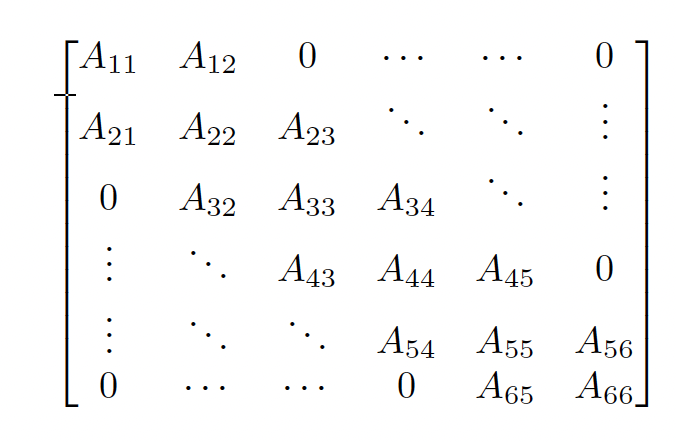 A₁₁ A₁₂ 0 ⋯ ⋯ 0
A₂₁ A₂₂ A₂₃ ⋱ ⋱ ⋮
0 A₃₂ A₃₃ A₃₄ ⋱ ⋮
⋮ ⋱ A₄₃ A₄₄ A₄₅ 0
⋮ ⋱ ⋱ A₅₄ A₅₅ A₅₆
0 ⋯ ⋯ 0 A₆₅ A₆₆